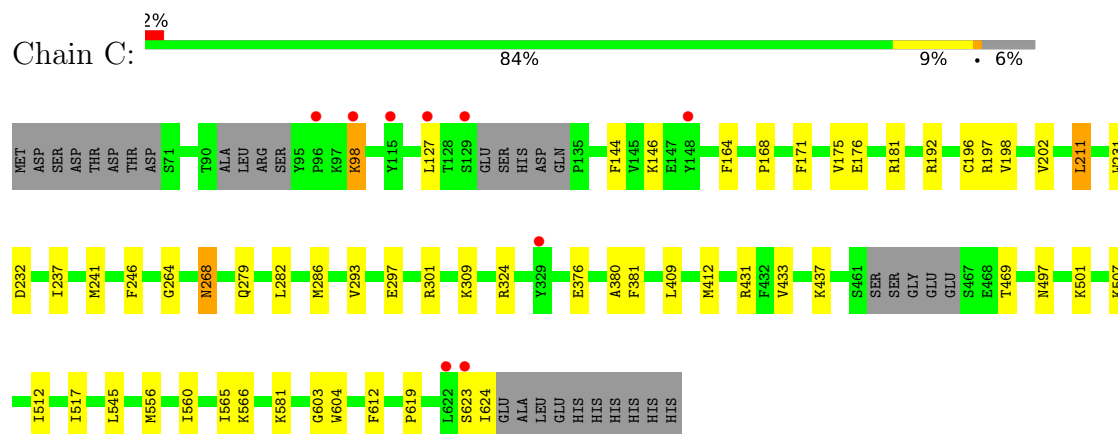 2%
Chain C:
84% 9% • 6%
MET ASP SER ASP THR ASP THR ASP S71 T90 ALA LEU ARG SER Y95 P96 K97 K98 Y115 L127 T128 S129 GLU SER HIS ASP GLN P135 F144 V145 K146 E147 Y148 F164 P168 F171 V175 E176 R181 R192 C196 R197 V198 V202 L211 W231
D232 I237 M241 F246 G264 N268 Q279 L282 M286 V293 E297 R301 K309 R324 Y329 E376 A380 F381 L409 M412 R431 F432 V433 K437 S461 SER SER GLY GLU GLU S467 E468 T469 N497 K501 K507
I512 I517 L545 M556 I560 I565 K566 K581 G603 W604 F612 P619 L622 S623 I624 GLU ALA LEU GLU HIS HIS HIS HIS HIS HIS